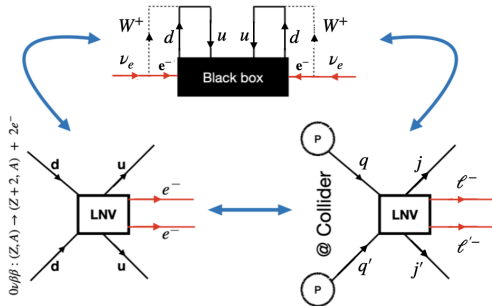 W⁺ W⁺
d u u d
νₑ e⁻ Black box e⁻ νₑ
0νββ : (Z,A) → (Z+2, A) + 2e⁻
d u
LNV e⁻
e⁻
d u
@ Collider
P
q j
LNV ℓ⁻
ℓ'⁻
q' j'
P